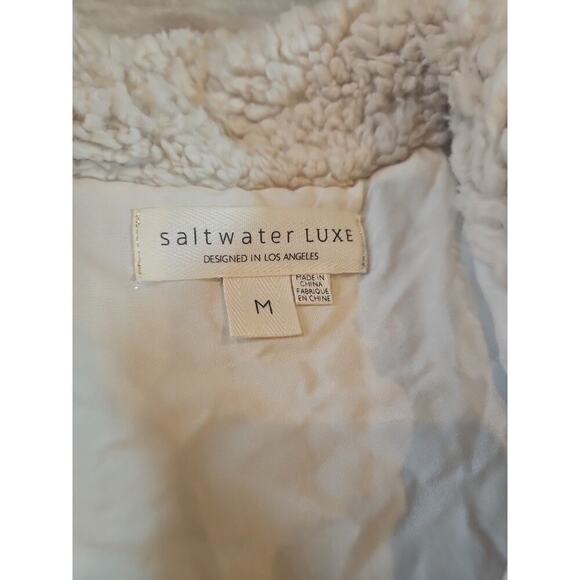 saltwater LUXE
DESIGNED IN LOS ANGELES
M
MADE IN
CHINA
FABRIQUE
EN CHINE